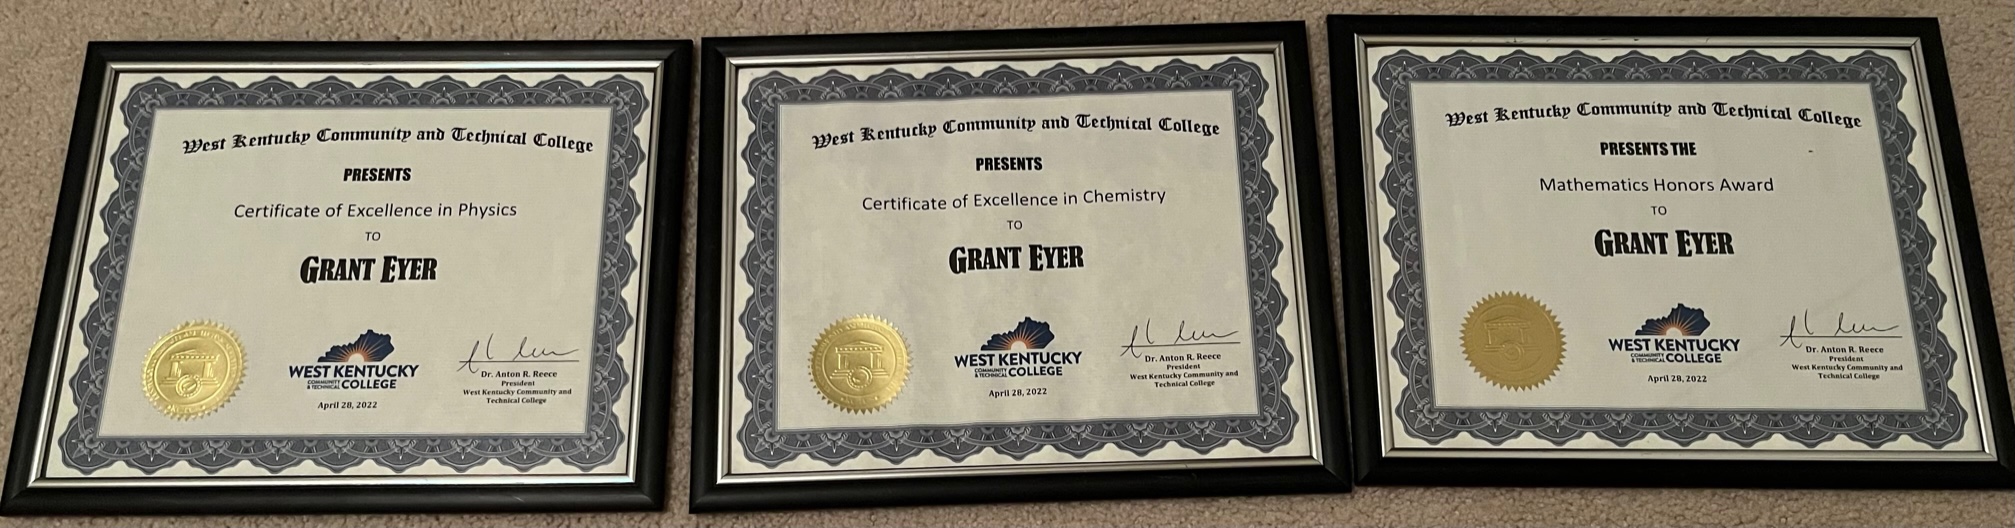 West Kentucky Community and Technical College
PRESENTS
Certificate of Excellence in Physics
TO
GRANT EYER
WEST KENTUCKY
COMMUNITY
& TECHNICAL COLLEGE
April 28, 2022
Dr. Anton R. Reece
President
West Kentucky Community and
Technical College
West Kentucky Community and Technical College
PRESENTS
Certificate of Excellence in Chemistry
TO
GRANT EYER
WEST KENTUCKY
COMMUNITY
& TECHNICAL COLLEGE
April 28, 2022
Dr. Anton R. Reece
President
West Kentucky Community and
Technical College
West Kentucky Community and Technical College
PRESENTS THE
Mathematics Honors Award
TO
GRANT EYER
WEST KENTUCKY
COMMUNITY
& TECHNICAL COLLEGE
April 28, 2022
Dr. Anton R. Reece
President
West Kentucky Community and
Technical College